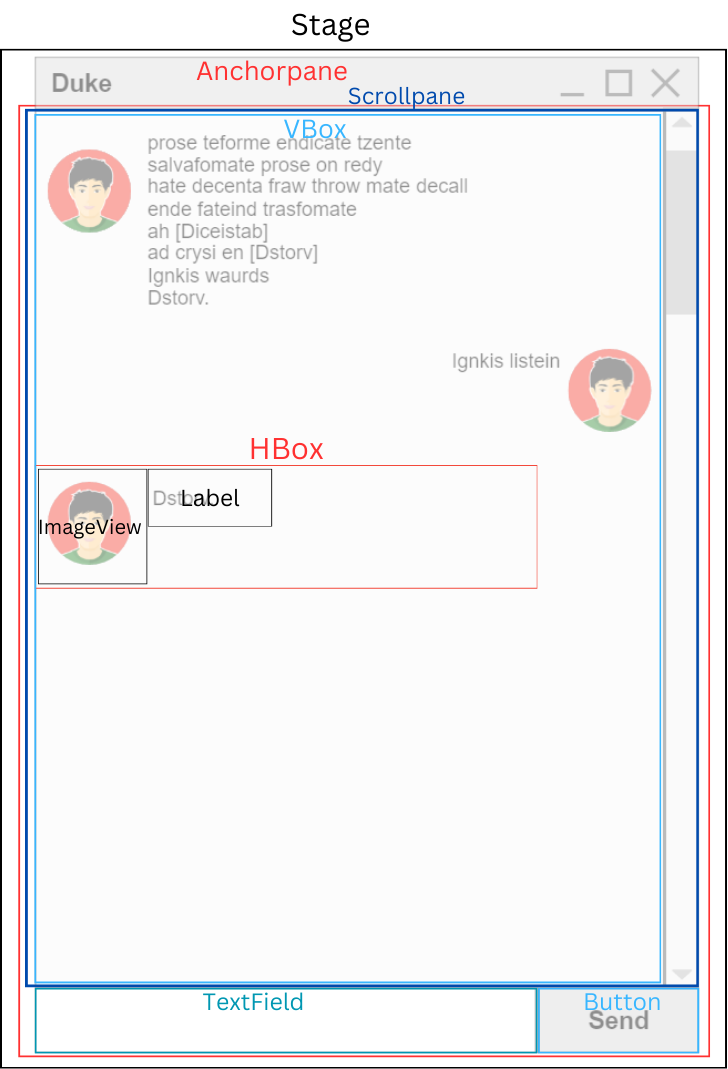 Stage
Anchorpane
Duke
Scrollpane
VBox
prose teforme endicate tzente
salvafomate prose on redy
hate decenta fraw throw mate decall
ende fateind trasfomate
ah [Diceistab]
ad crysi en [Dstorv]
Ignkis waurds
Dstorv.
Ignkis listein
HBox
Label
ImageView
TextField
Button
Send